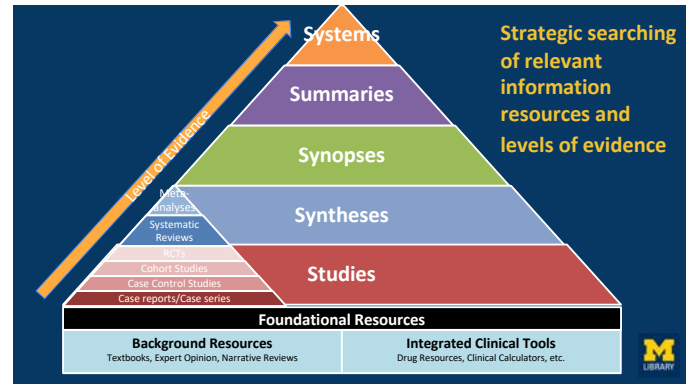 Systems
Strategic searching
of relevant
information
resources and
levels of evidence
Summaries
Level of Evidence
Synopses
Meta-
analyses
Syntheses
Systematic
Reviews
RCTs
Cohort Studies
Studies
Case Control Studies
Case reports/Case series
Foundational Resources
Background Resources
Textbooks, Expert Opinion, Narrative Reviews
Integrated Clinical Tools
Drug Resources, Clinical Calculators, etc.
M
LIBRARY